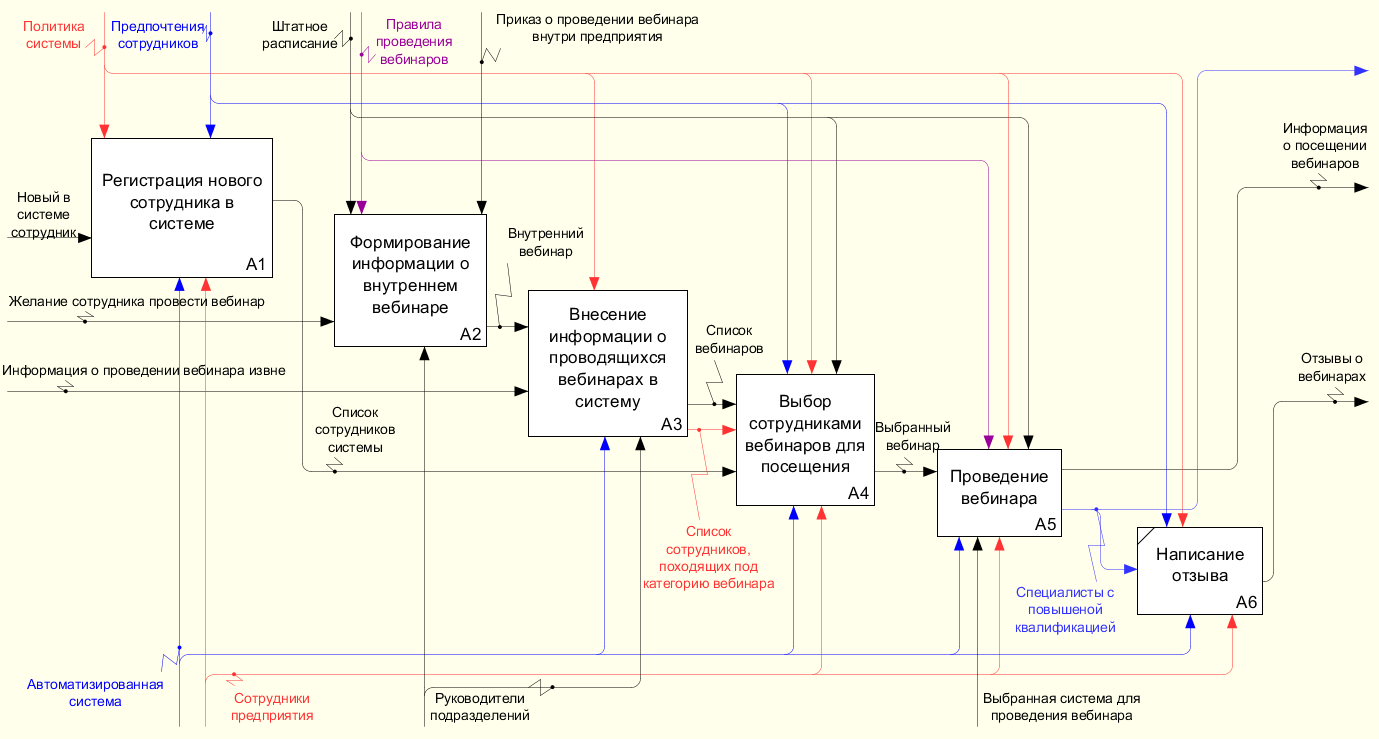 Политика
системы
Предпочтения
сотрудников
Штатное
расписание
Правила
проведения
вебинаров
Приказ о проведении вебинара
внутри предприятия
Информация
о посещении
вебинаров
Регистрация нового
сотрудника в
системе
A1
Новый в
системе
сотрудник
Формирование
информации о
внутреннем
вебинаре
A2
Внутренний
вебинар
Желание сотрудника провести вебинар
Внесение
информации о
проводящихся
вебинарах в
систему
A3
Список
вебинаров
Отзывы о
вебинарах
Информация о проведении вебинара извне
Список
сотрудников
системы
Выбор
сотрудниками
вебинаров для
посещения
A4
Выбранный
вебинар
Проведение
вебинара
A5
Список
сотрудников,
походящих под
категорию вебинара
Написание
отзыва
A6
Специалисты с
повышеной
квалификацией
Автоматизированная
система
Сотрудники
предприятия
Руководители
подразделений
Выбранная система для
проведения вебинара